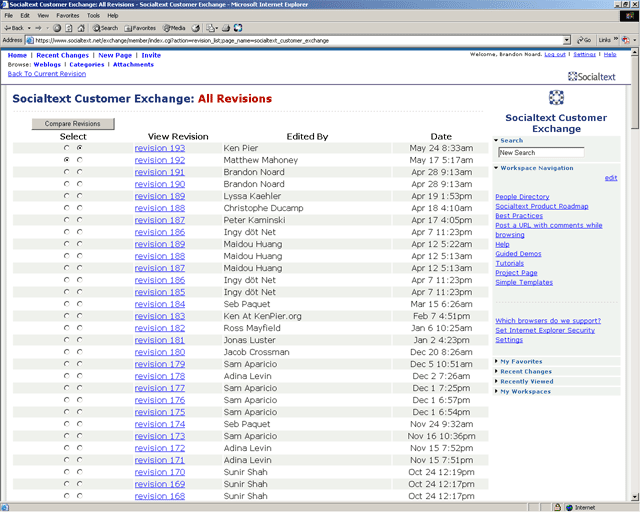 Socialtext Customer Exchange: All Revisions - Socialtext Customer Exchange - Microsoft Internet Explorer
File Edit View Favorites Tools Help
Back Search Favorites Media
Address https://www.socialtext.net/exchange/member/index.cgi?action=revision_list;page_name=socialtext_customer_exchange Go Links
Home | Recent Changes | New Page | Invite Welcome, Brandon Noard. Log out | Settings | Help
Browse: Weblogs | Categories | Attachments
Back To Current Revision
Socialtext
Socialtext Customer Exchange: All Revisions
Compare Revisions
Select View Revision Edited By Date
revision 193 Ken Pier May 24 8:33am
revision 192 Matthew Mahoney May 17 5:17am
revision 191 Brandon Noard Apr 28 9:13am
revision 190 Brandon Noard Apr 28 9:13am
revision 189 Lyssa Kaehler Apr 19 1:53pm
revision 188 Christophe Ducamp Apr 18 4:10am
revision 187 Peter Kaminski Apr 17 4:05pm
revision 186 Ingy döt Net Apr 7 11:23pm
revision 189 Maidou Huang Apr 12 5:22am
revision 188 Maidou Huang Apr 12 5:13am
revision 187 Maidou Huang Apr 12 5:13am
revision 186 Ingy döt Net Apr 7 11:23pm
revision 185 Ingy döt Net Apr 7 11:23pm
revision 184 Seb Paquet Mar 15 6:26am
revision 183 Ken At KenPier.org Feb 7 4:51pm
revision 182 Ross Mayfield Jan 6 10:25am
revision 181 Jonas Luster Jan 2 4:23pm
revision 180 Jacob Crossman Dec 20 8:26am
revision 179 Sam Aparicio Dec 5 10:51am
revision 178 Adina Levin Dec 2 7:26am
revision 177 Sam Aparicio Dec 1 7:25pm
revision 176 Sam Aparicio Dec 1 6:57pm
revision 175 Sam Aparicio Dec 1 6:54pm
revision 174 Seb Paquet Nov 24 9:32am
revision 173 Sam Aparicio Nov 16 10:36pm
revision 172 Adina Levin Nov 15 7:52pm
revision 171 Adina Levin Nov 15 7:51pm
revision 170 Sunir Shah Oct 24 12:19pm
revision 169 Sunir Shah Oct 24 12:17pm
revision 168 Sunir Shah Oct 24 12:17pm
Socialtext Customer
Exchange
Search
New Search
Workspace Navigation
edit
People Directory
Socialtext Product Roadmap
Best Practices
Post a URL with comments while
browsing
Help
Guided Demos
Tutorials
Project Page
Simple Templates
Which browsers do we support?
Set Internet Explorer Security
Settings
My Favorites
Recent Changes
Recently Viewed
My Workspaces
Internet